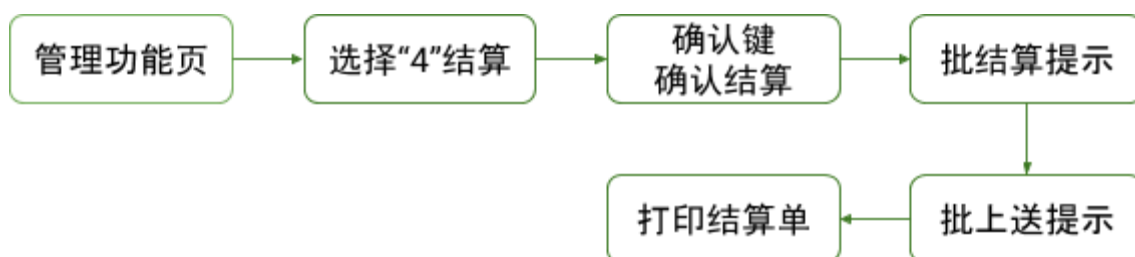 管理功能页
选择“4”结算
确认键
确认结算
批结算提示
批上送提示
打印结算单